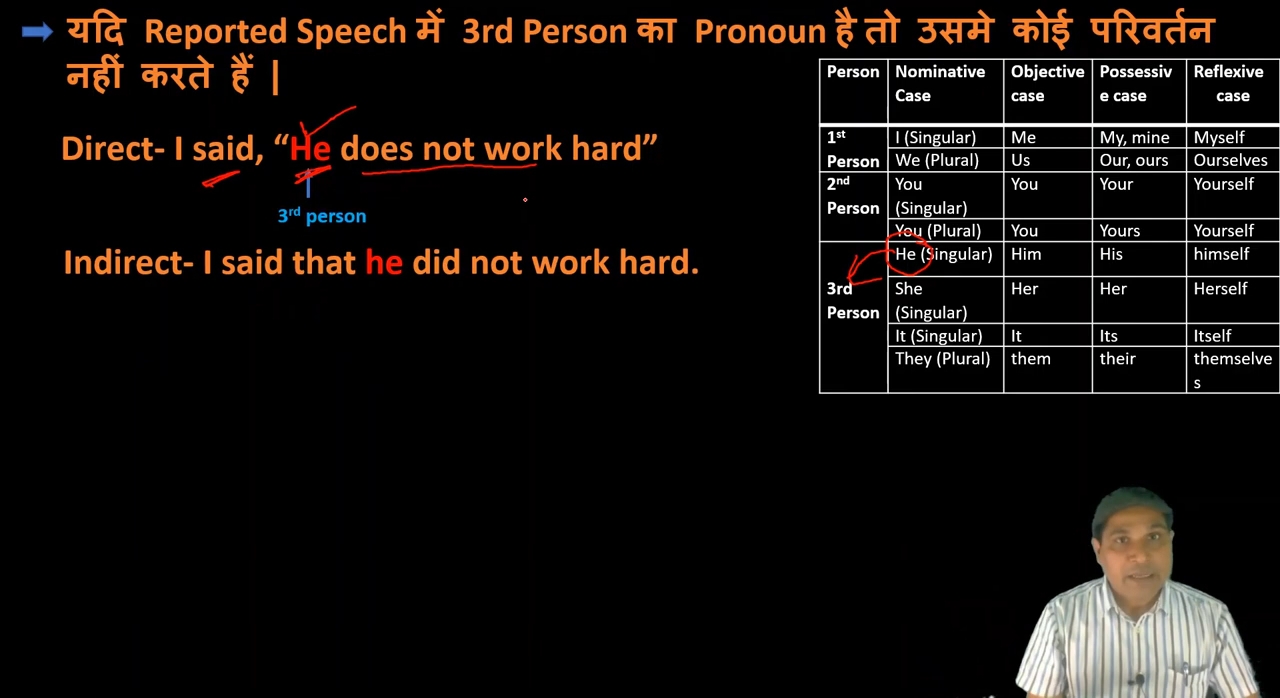 यदि Reported Speech में 3rd Person का Pronoun है तो उसमे कोई परिवर्तन
नहीं करते हैं |
Direct- I said, “He does not work hard”
3rd person
Indirect- I said that he did not work hard.
Person Nominative Case Objective case Possessiv e case Reflexive case
1st Person I (Singular) Me My, mine Myself
We (Plural) Us Our, ours Ourselves
2nd Person You (Singular) You Your Yourself
You (Plural) You Yours Yourself
3rd Person He (Singular) Him His himself
She (Singular) Her Her Herself
It (Singular) It Its Itself
They (Plural) them their themselve s